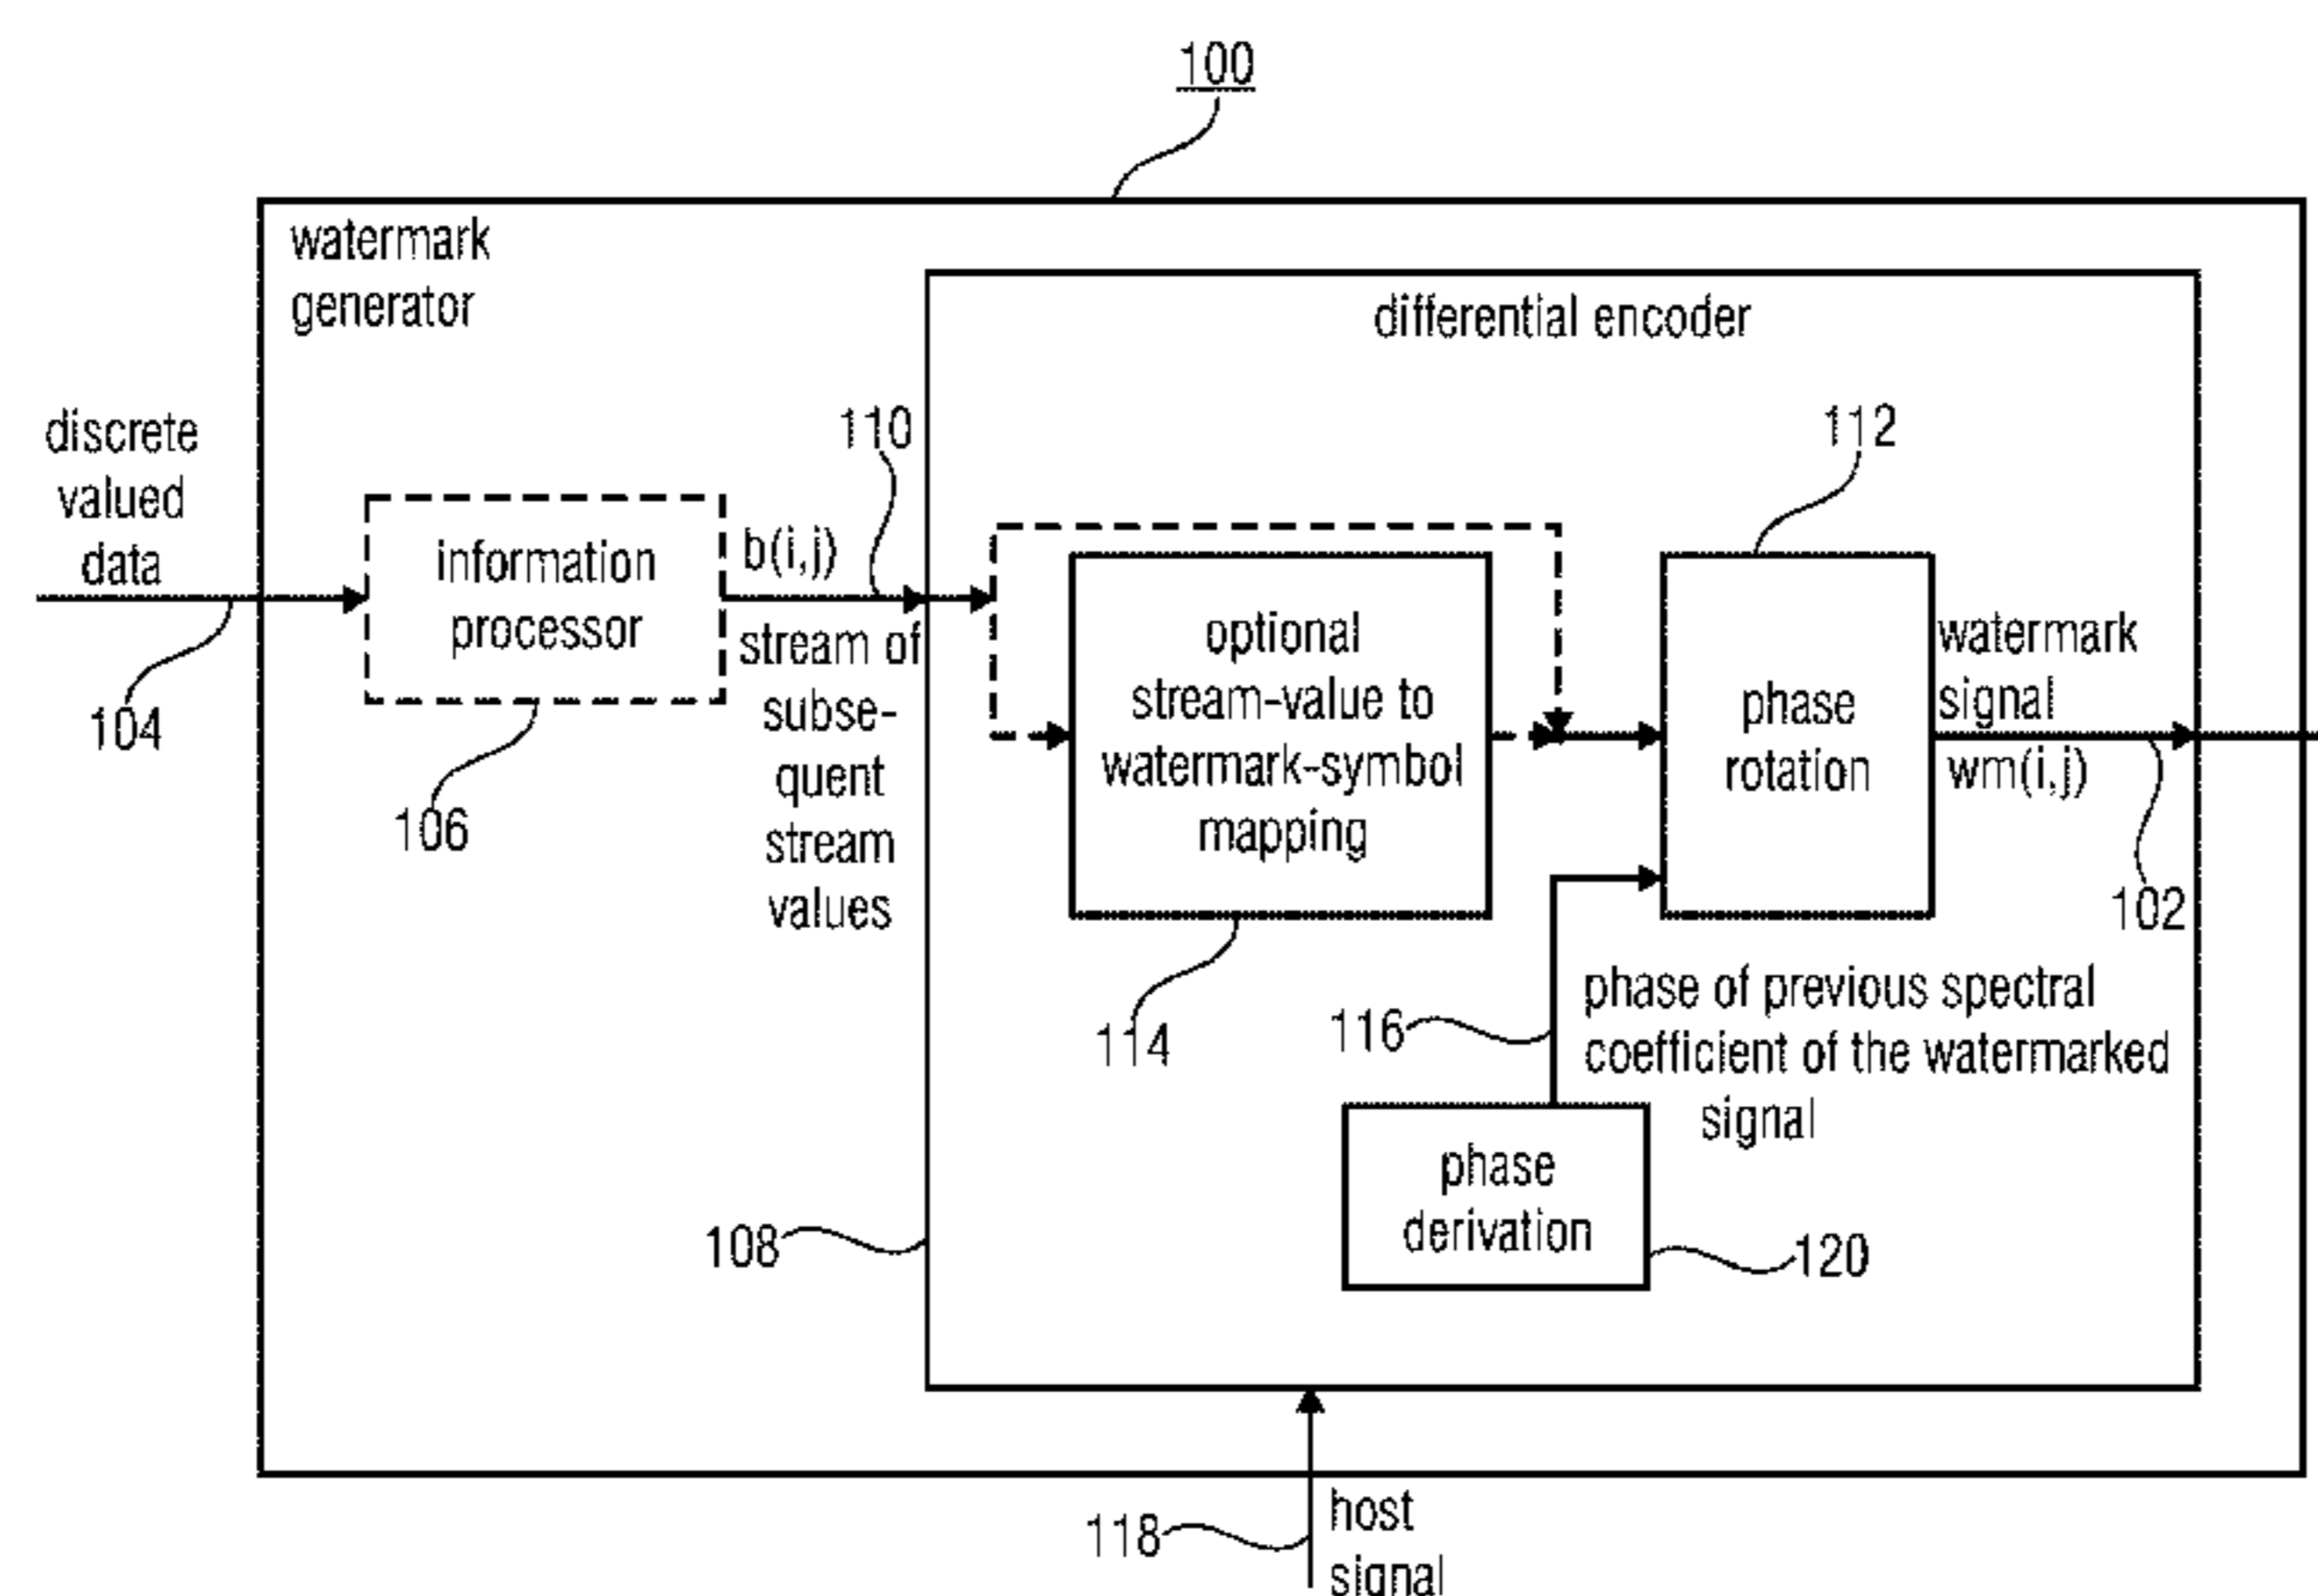 100
watermark
generator
differential encoder
discrete
valued
data
104
information
processor
106
b(i,j)
110
stream of
subse-
quent
stream
values
optional
stream-value to
watermark-symbol
mapping
114
112
phase
rotation
watermark
signal
wm(i,j)
102
116
phase of previous spectral
coefficient of the watermarked
signal
phase
derivation
120
108
118
host
signal